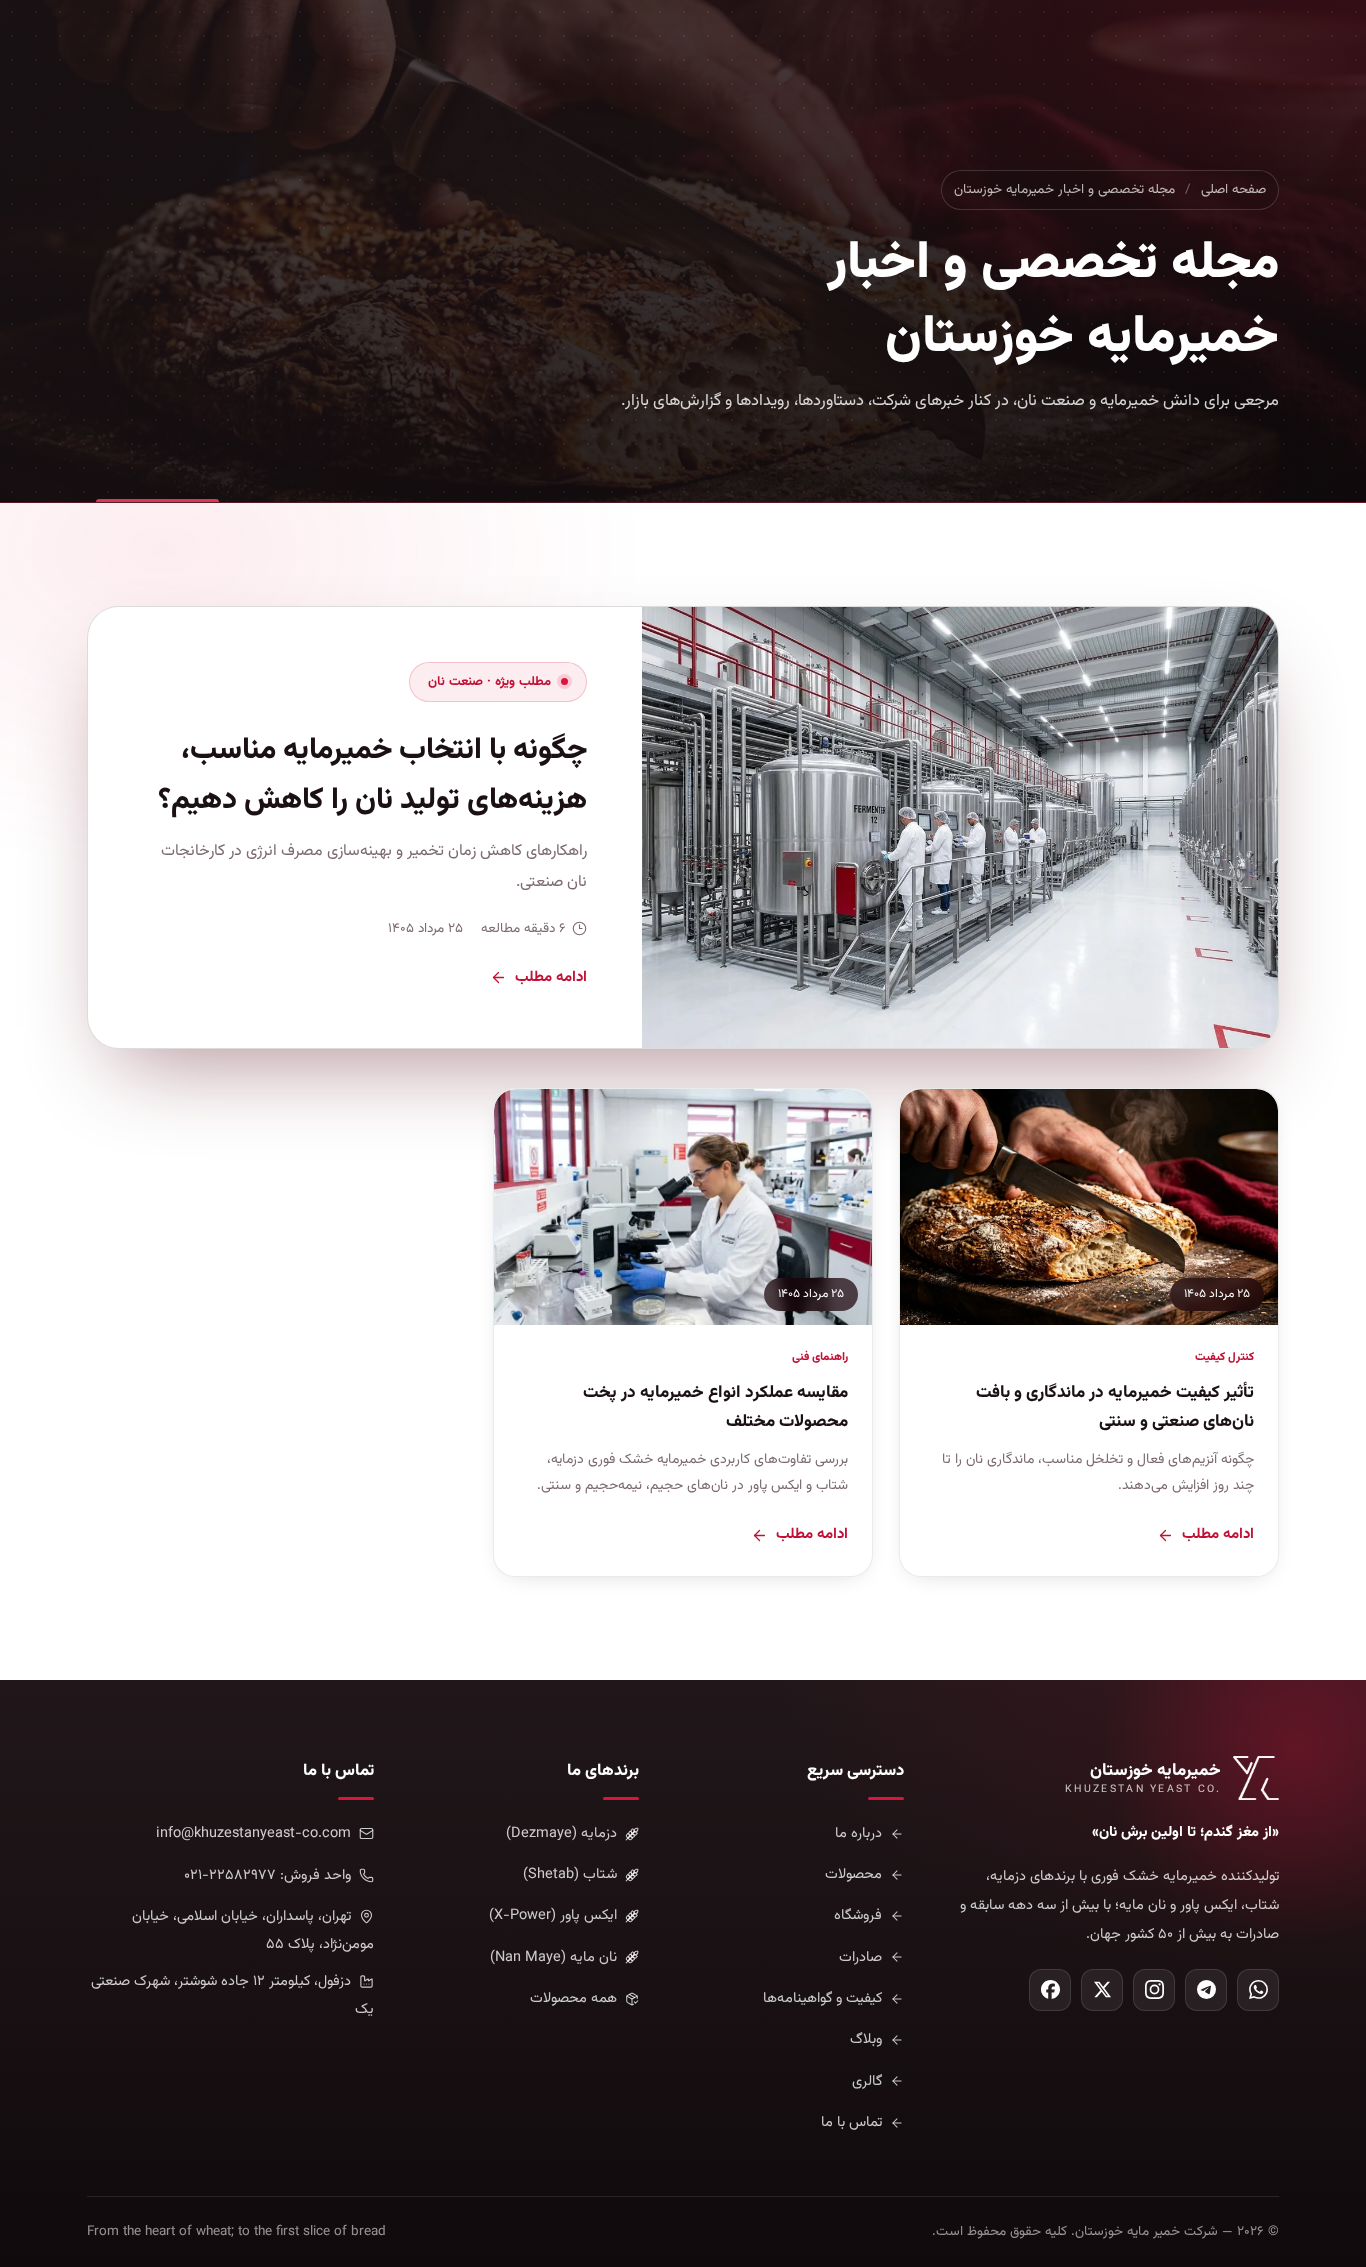 صفحه اصلی / مجله تخصصی و اخبار خمیرمایه خوزستان
مجله تخصصی و اخبار
خمیرمایه خوزستان
مرجعی برای دانش خمیرمایه و صنعت نان، در کنار خبرهای شرکت، دستاوردها، رویدادها و گزارش‌های بازار.
FERMENTER
12
مطلب ویژه · صنعت نان
چگونه با انتخاب خمیرمایه مناسب،
هزینه‌های تولید نان را کاهش دهیم؟
راهکارهای کاهش زمان تخمیر و بهینه‌سازی مصرف انرژی در کارخانجات
نان صنعتی.
۶ دقیقه مطالعه ۲۵ مرداد ۱۴۰۵
ادامه مطلب
۲۵ مرداد ۱۴۰۵
کنترل کیفیت
تأثیر کیفیت خمیرمایه در ماندگاری و بافت
نان‌های صنعتی و سنتی
چگونه آنزیم‌های فعال و تخلخل مناسب، ماندگاری نان را تا
چند روز افزایش می‌دهند.
ادامه مطلب
۲۵ مرداد ۱۴۰۵
راهنمای فنی
مقایسه عملکرد انواع خمیرمایه در پخت
محصولات مختلف
بررسی تفاوت‌های کاربردی خمیرمایه خشک فوری دزمایه،
شتاب و ایکس پاور در نان‌های حجیم، نیمه‌حجیم و سنتی.
ادامه مطلب
خمیرمایه خوزستان
KHUZESTAN YEAST CO.
«از مغز گندم؛ تا اولین برش نان»
تولیدکننده خمیرمایه خشک فوری با برندهای دزمایه،
شتاب، ایکس پاور و نان مایه؛ با بیش از سه دهه سابقه و
صادرات به بیش از ۵۰ کشور جهان.
دسترسی سریع
درباره ما
محصولات
فروشگاه
صادرات
کیفیت و گواهینامه‌ها
وبلاگ
گالری
تماس با ما
برندهای ما
دزمایه (Dezmaye)
شتاب (Shetab)
ایکس پاور (X-Power)
نان مایه (Nan Maye)
همه محصولات
تماس با ما
info@khuzestanyeast-co.com
واحد فروش: ۲۲۵۸۲۹۷۷-۰۲۱
تهران، پاسداران، خیابان اسلامی، خیابان
مومن‌نژاد، پلاک ۵۵
دزفول، کیلومتر ۱۲ جاده شوشتر، شهرک صنعتی
یک
© ۲۰۲۶ — شرکت خمیر مایه خوزستان. کلیه حقوق محفوظ است.
From the heart of wheat; to the first slice of bread